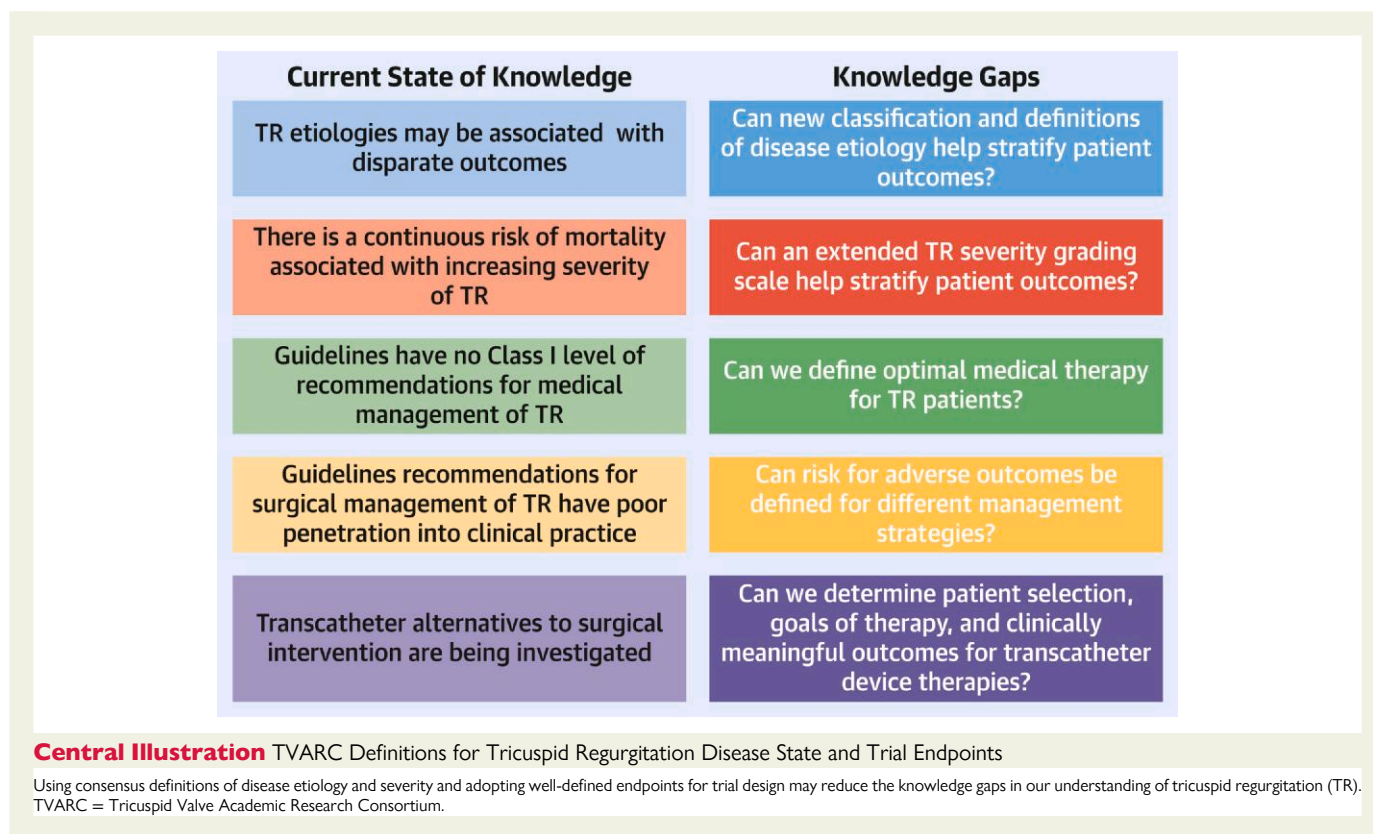 Current State of Knowledge
Knowledge Gaps
TR etiologies may be associated with
disparate outcomes
Can new classification and definitions
of disease etiology help stratify patient
outcomes?
There is a continuous risk of mortality
associated with increasing severity
of TR
Can an extended TR severity grading
scale help stratify patient outcomes?
Guidelines have no Class I level of
recommendations for medical
management of TR
Can we define optimal medical therapy
for TR patients?
Guidelines recommendations for
surgical management of TR have poor
penetration into clinical practice
Can risk for adverse outcomes be
defined for different management
strategies?
Transcatheter alternatives to surgical
intervention are being investigated
Can we determine patient selection,
goals of therapy, and clinically
meaningful outcomes for transcatheter
device therapies?
Central Illustration TVARC Definitions for Tricuspid Regurgitation Disease State and Trial Endpoints
Using consensus definitions of disease etiology and severity and adopting well-defined endpoints for trial design may reduce the knowledge gaps in our understanding of tricuspid regurgitation (TR).
TVARC = Tricuspid Valve Academic Research Consortium.